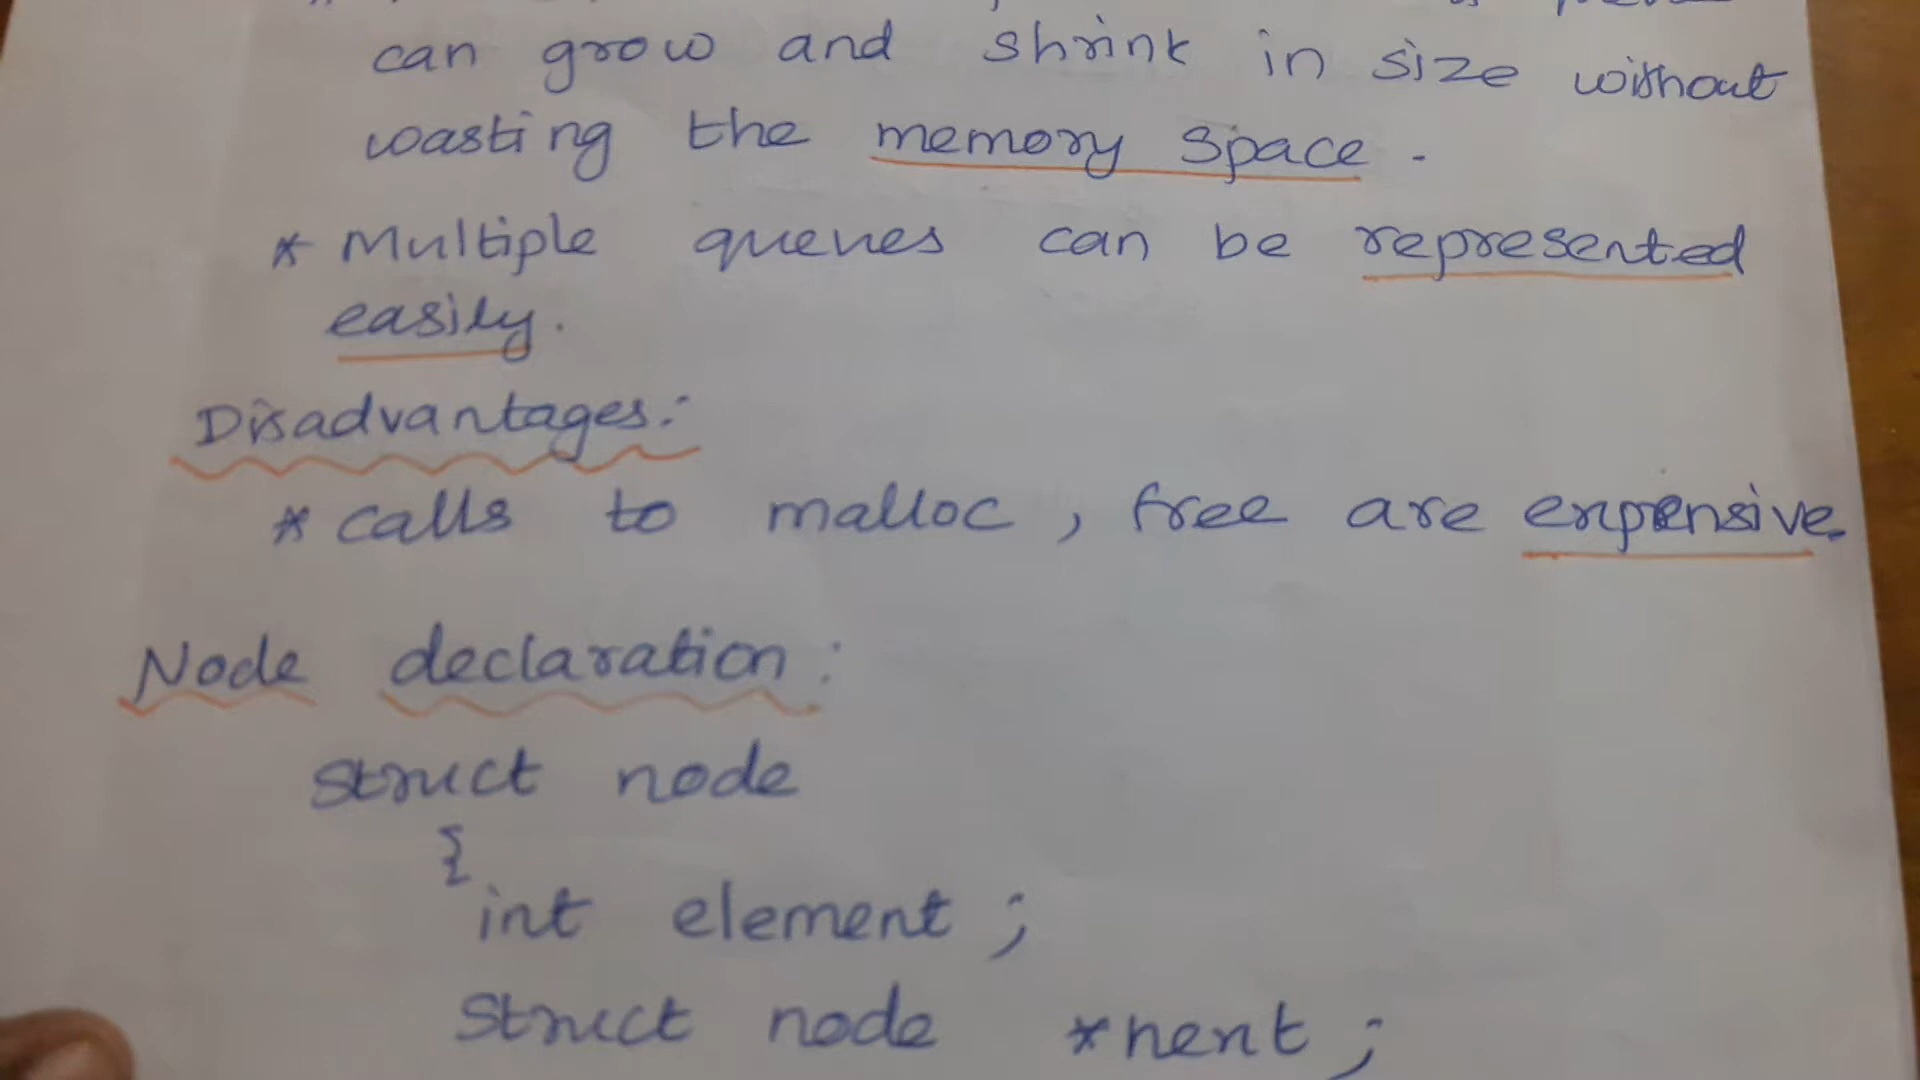 can grow and shrink in size without
wasting the memory space.
* Multiple queues can be represented
easily.
Disadvantages:
* calls to malloc, free are expensive.
Node declaration:
struct node
{
int element;
struct node *next;